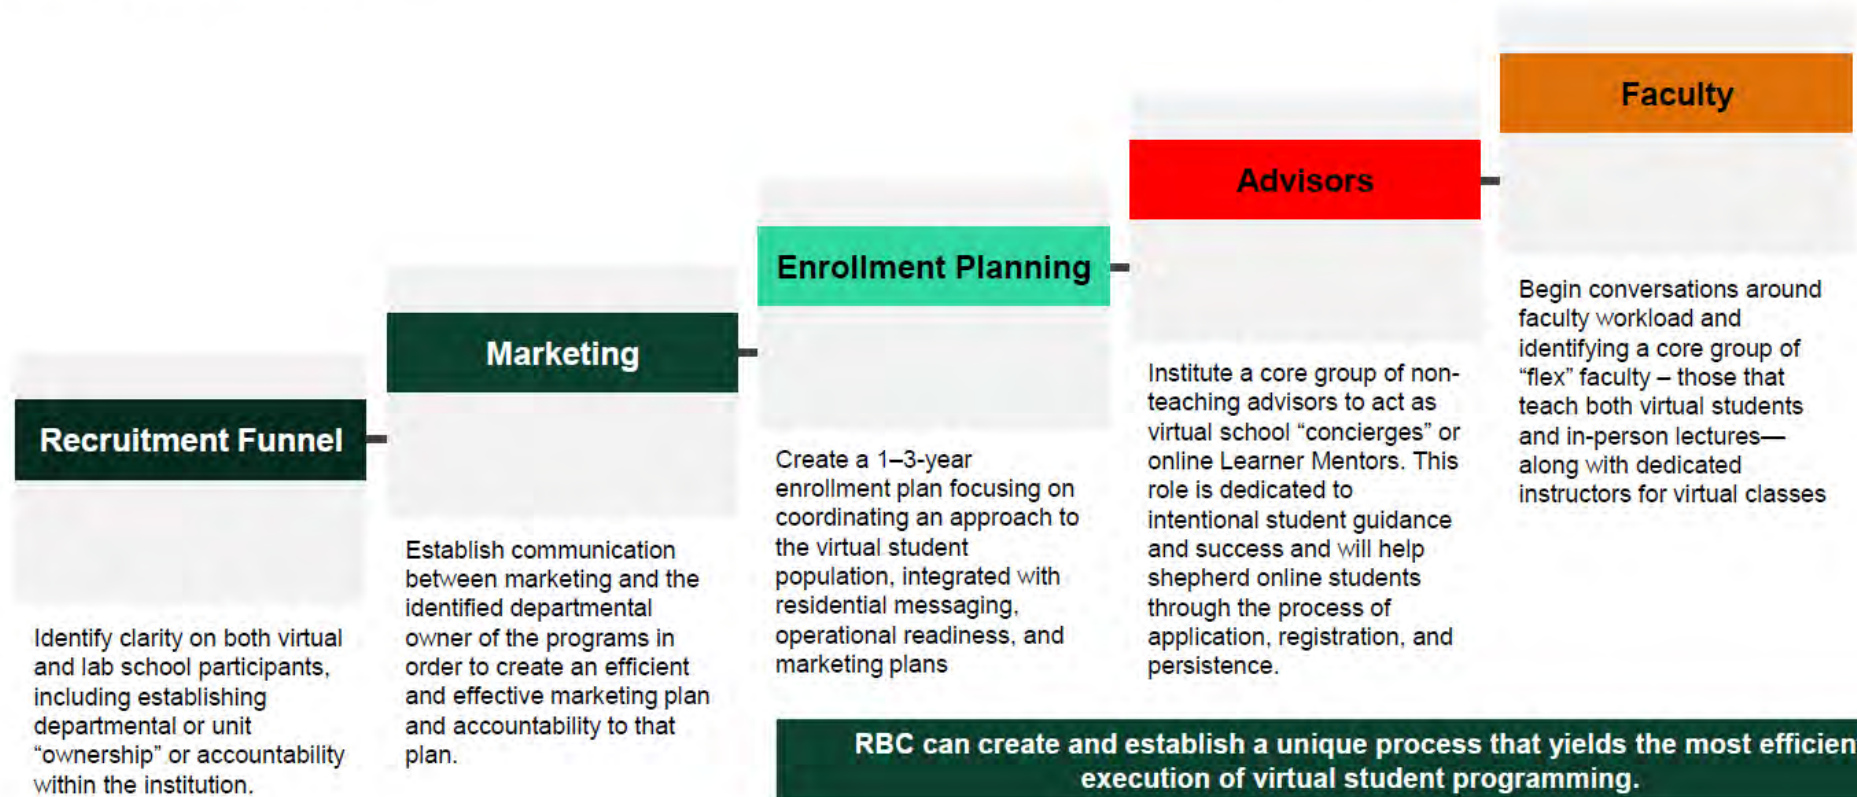 Recruitment Funnel
Identify clarity on both virtual
and lab school participants,
including establishing
departmental or unit
“ownership” or accountability
within the institution.
Marketing
Establish communication
between marketing and the
identified departmental
owner of the programs in
order to create an efficient
and effective marketing plan
and accountability to that
plan.
Enrollment Planning
Create a 1–3-year
enrollment plan focusing on
coordinating an approach to
the virtual student
population, integrated with
residential messaging,
operational readiness, and
marketing plans
Advisors
Institute a core group of non-
teaching advisors to act as
virtual school “concierges” or
online Learner Mentors. This
role is dedicated to
intentional student guidance
and success and will help
shepherd online students
through the process of
application, registration, and
persistence.
Faculty
Begin conversations around
faculty workload and
identifying a core group of
“flex” faculty – those that
teach both virtual students
and in-person lectures—
along with dedicated
instructors for virtual classes
RBC can create and establish a unique process that yields the most efficien
execution of virtual student programming.